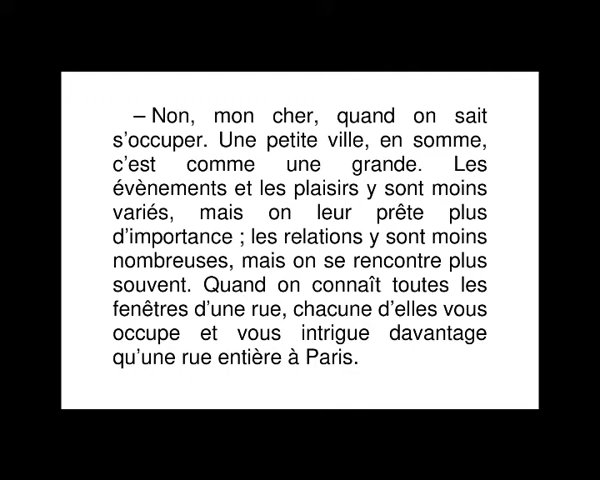 – Non, mon cher, quand on sait
s’occuper. Une petite ville, en somme,
c’est comme une grande. Les
évènements et les plaisirs y sont moins
variés, mais on leur prête plus
d’importance ; les relations y sont moins
nombreuses, mais on se rencontre plus
souvent. Quand on connaît toutes les
fenêtres d’une rue, chacune d’elles vous
occupe et vous intrigue davantage
qu’une rue entière à Paris.